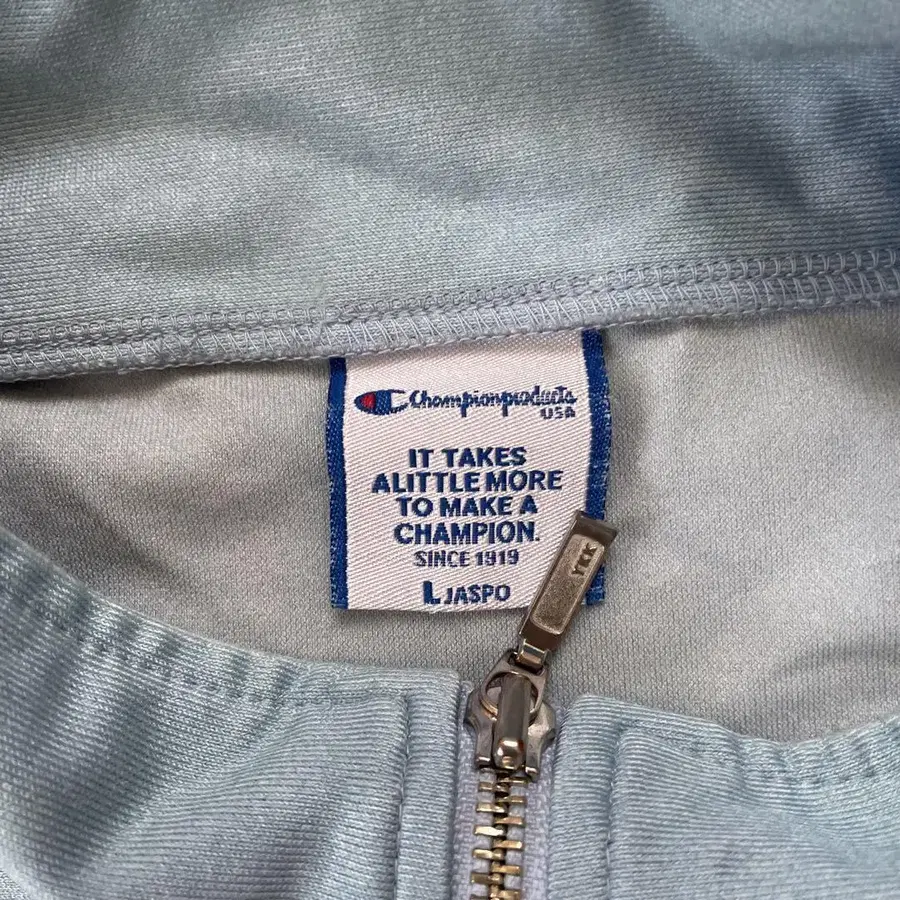 Championproducts
USA
IT TAKES
ALITTLE MORE
TO MAKE A
CHAMPION.
SINCE 1919
L JASPO
YKK